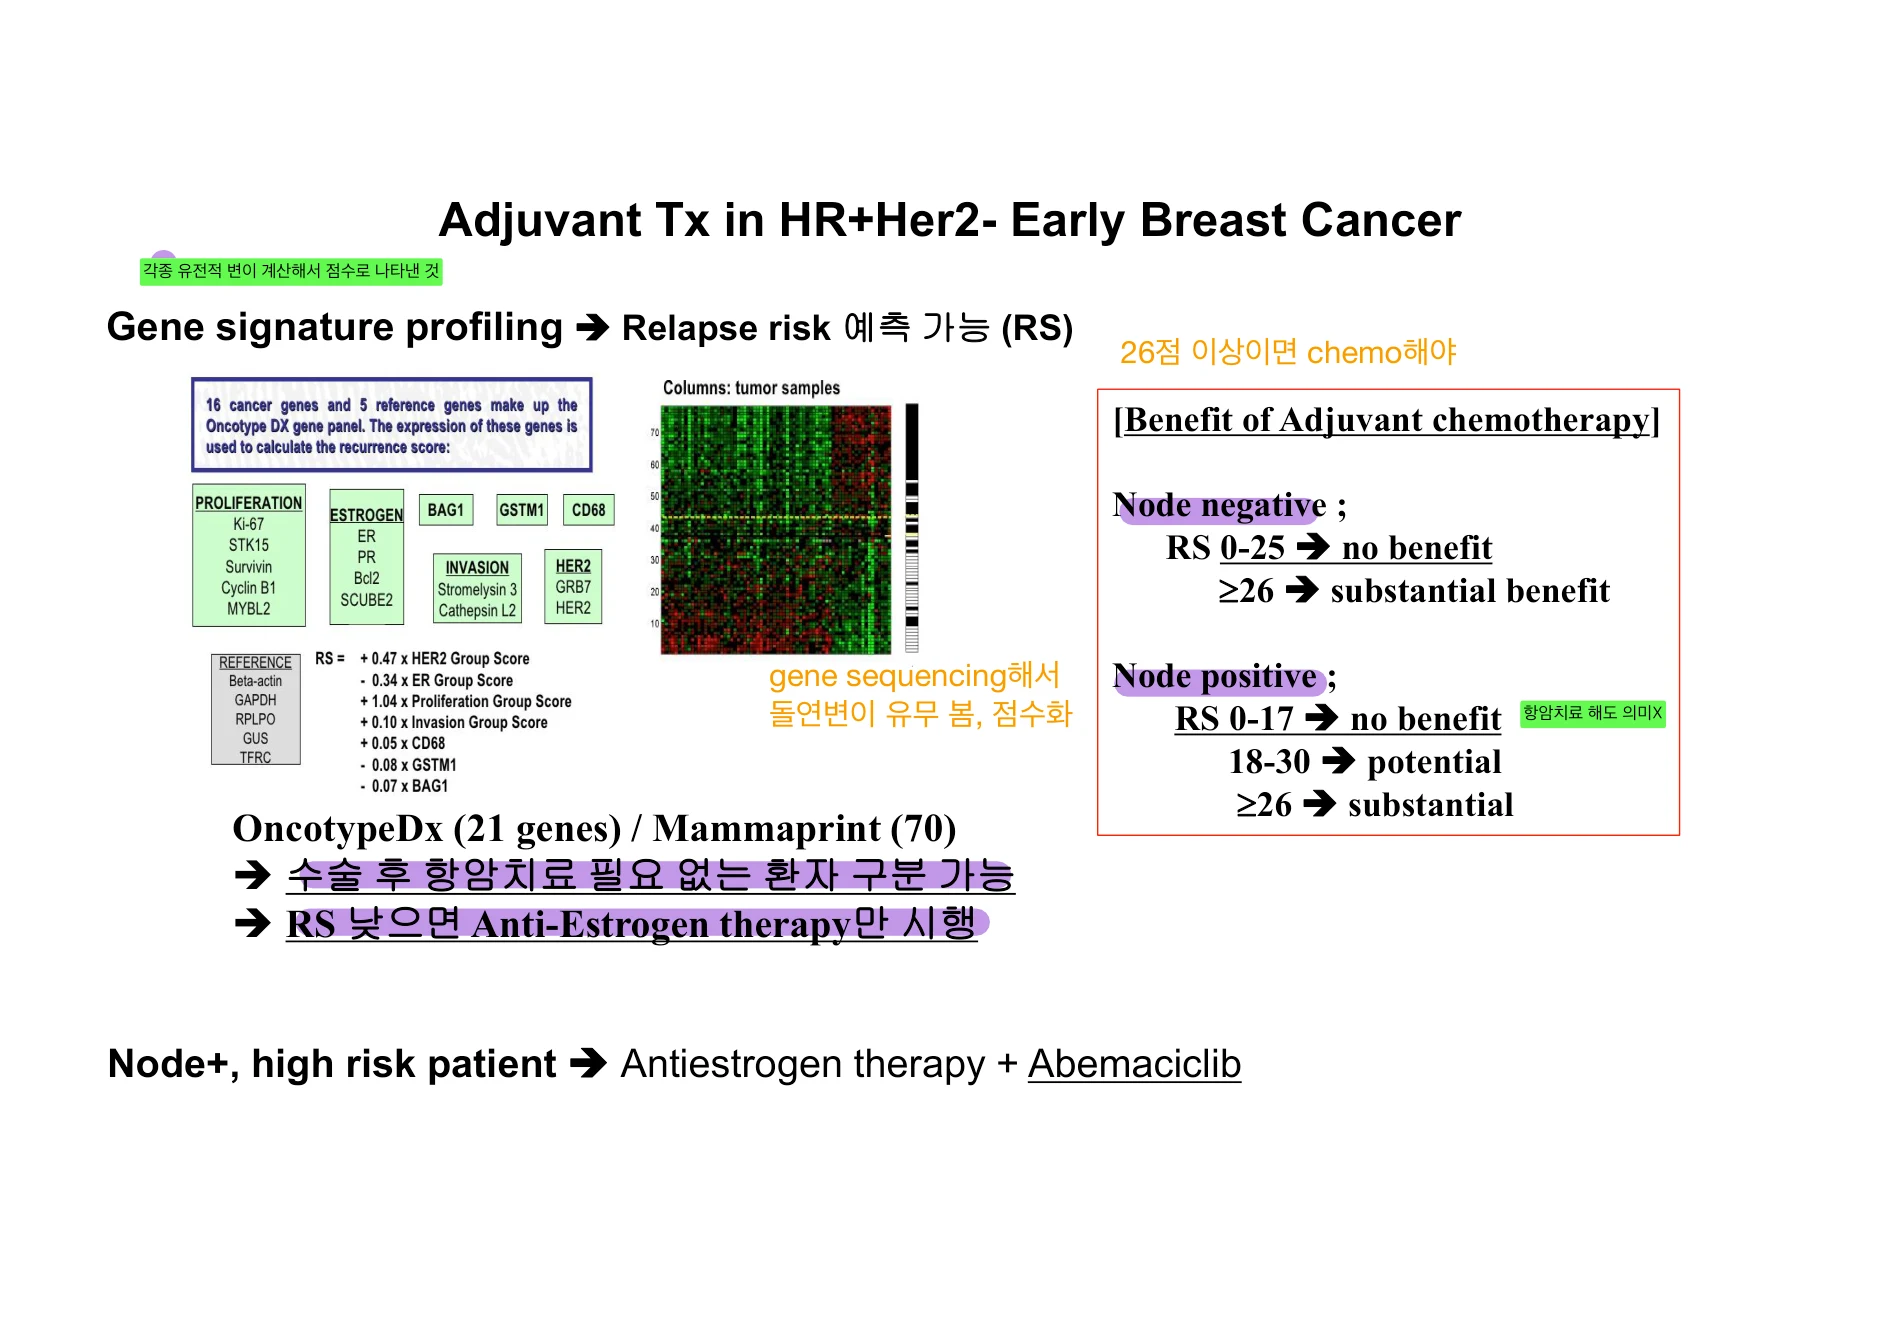 Adjuvant Tx in HR+Her2- Early Breast Cancer
각종 유전적 변이 계산해서 점수로 나타낸 것
Gene signature profiling ➔ Relapse risk 예측 가능 (RS)
16 cancer genes and 5 reference genes make up the
Oncotype DX gene panel. The expression of these genes is
used to calculate the recurrence score:
PROLIFERATION
Ki-67
STK15
Survivin
Cyclin B1
MYBL2
ESTROGEN
ER
PR
Bcl2
SCUBE2
BAG1
GSTM1
CD68
INVASION
Stromelysin 3
Cathepsin L2
HER2
GRB7
HER2
REFERENCE
Beta-actin
GAPDH
RPLPO
GUS
TFRC
RS = + 0.47 x HER2 Group Score
- 0.34 x ER Group Score
+ 1.04 x Proliferation Group Score
+ 0.10 x Invasion Group Score
+ 0.05 x CD68
- 0.08 x GSTM1
- 0.07 x BAG1
Columns: tumor samples
70
60
50
40
30
20
10
gene sequencing해서
돌연변이 유무 봄, 점수화
OncotypeDx (21 genes) / Mammaprint (70)
➔ 수술 후 항암치료 필요 없는 환자 구분 가능
➔ RS 낮으면 Anti-Estrogen therapy만 시행
26점 이상이면 chemo해야
[Benefit of Adjuvant chemotherapy]
Node negative ;
RS 0-25 ➔ no benefit
≥26 ➔ substantial benefit
Node positive ;
RS 0-17 ➔ no benefit
항암치료 해도 의미X
18-30 ➔ potential
≥26 ➔ substantial
Node+, high risk patient ➔ Antiestrogen therapy + Abemaciclib